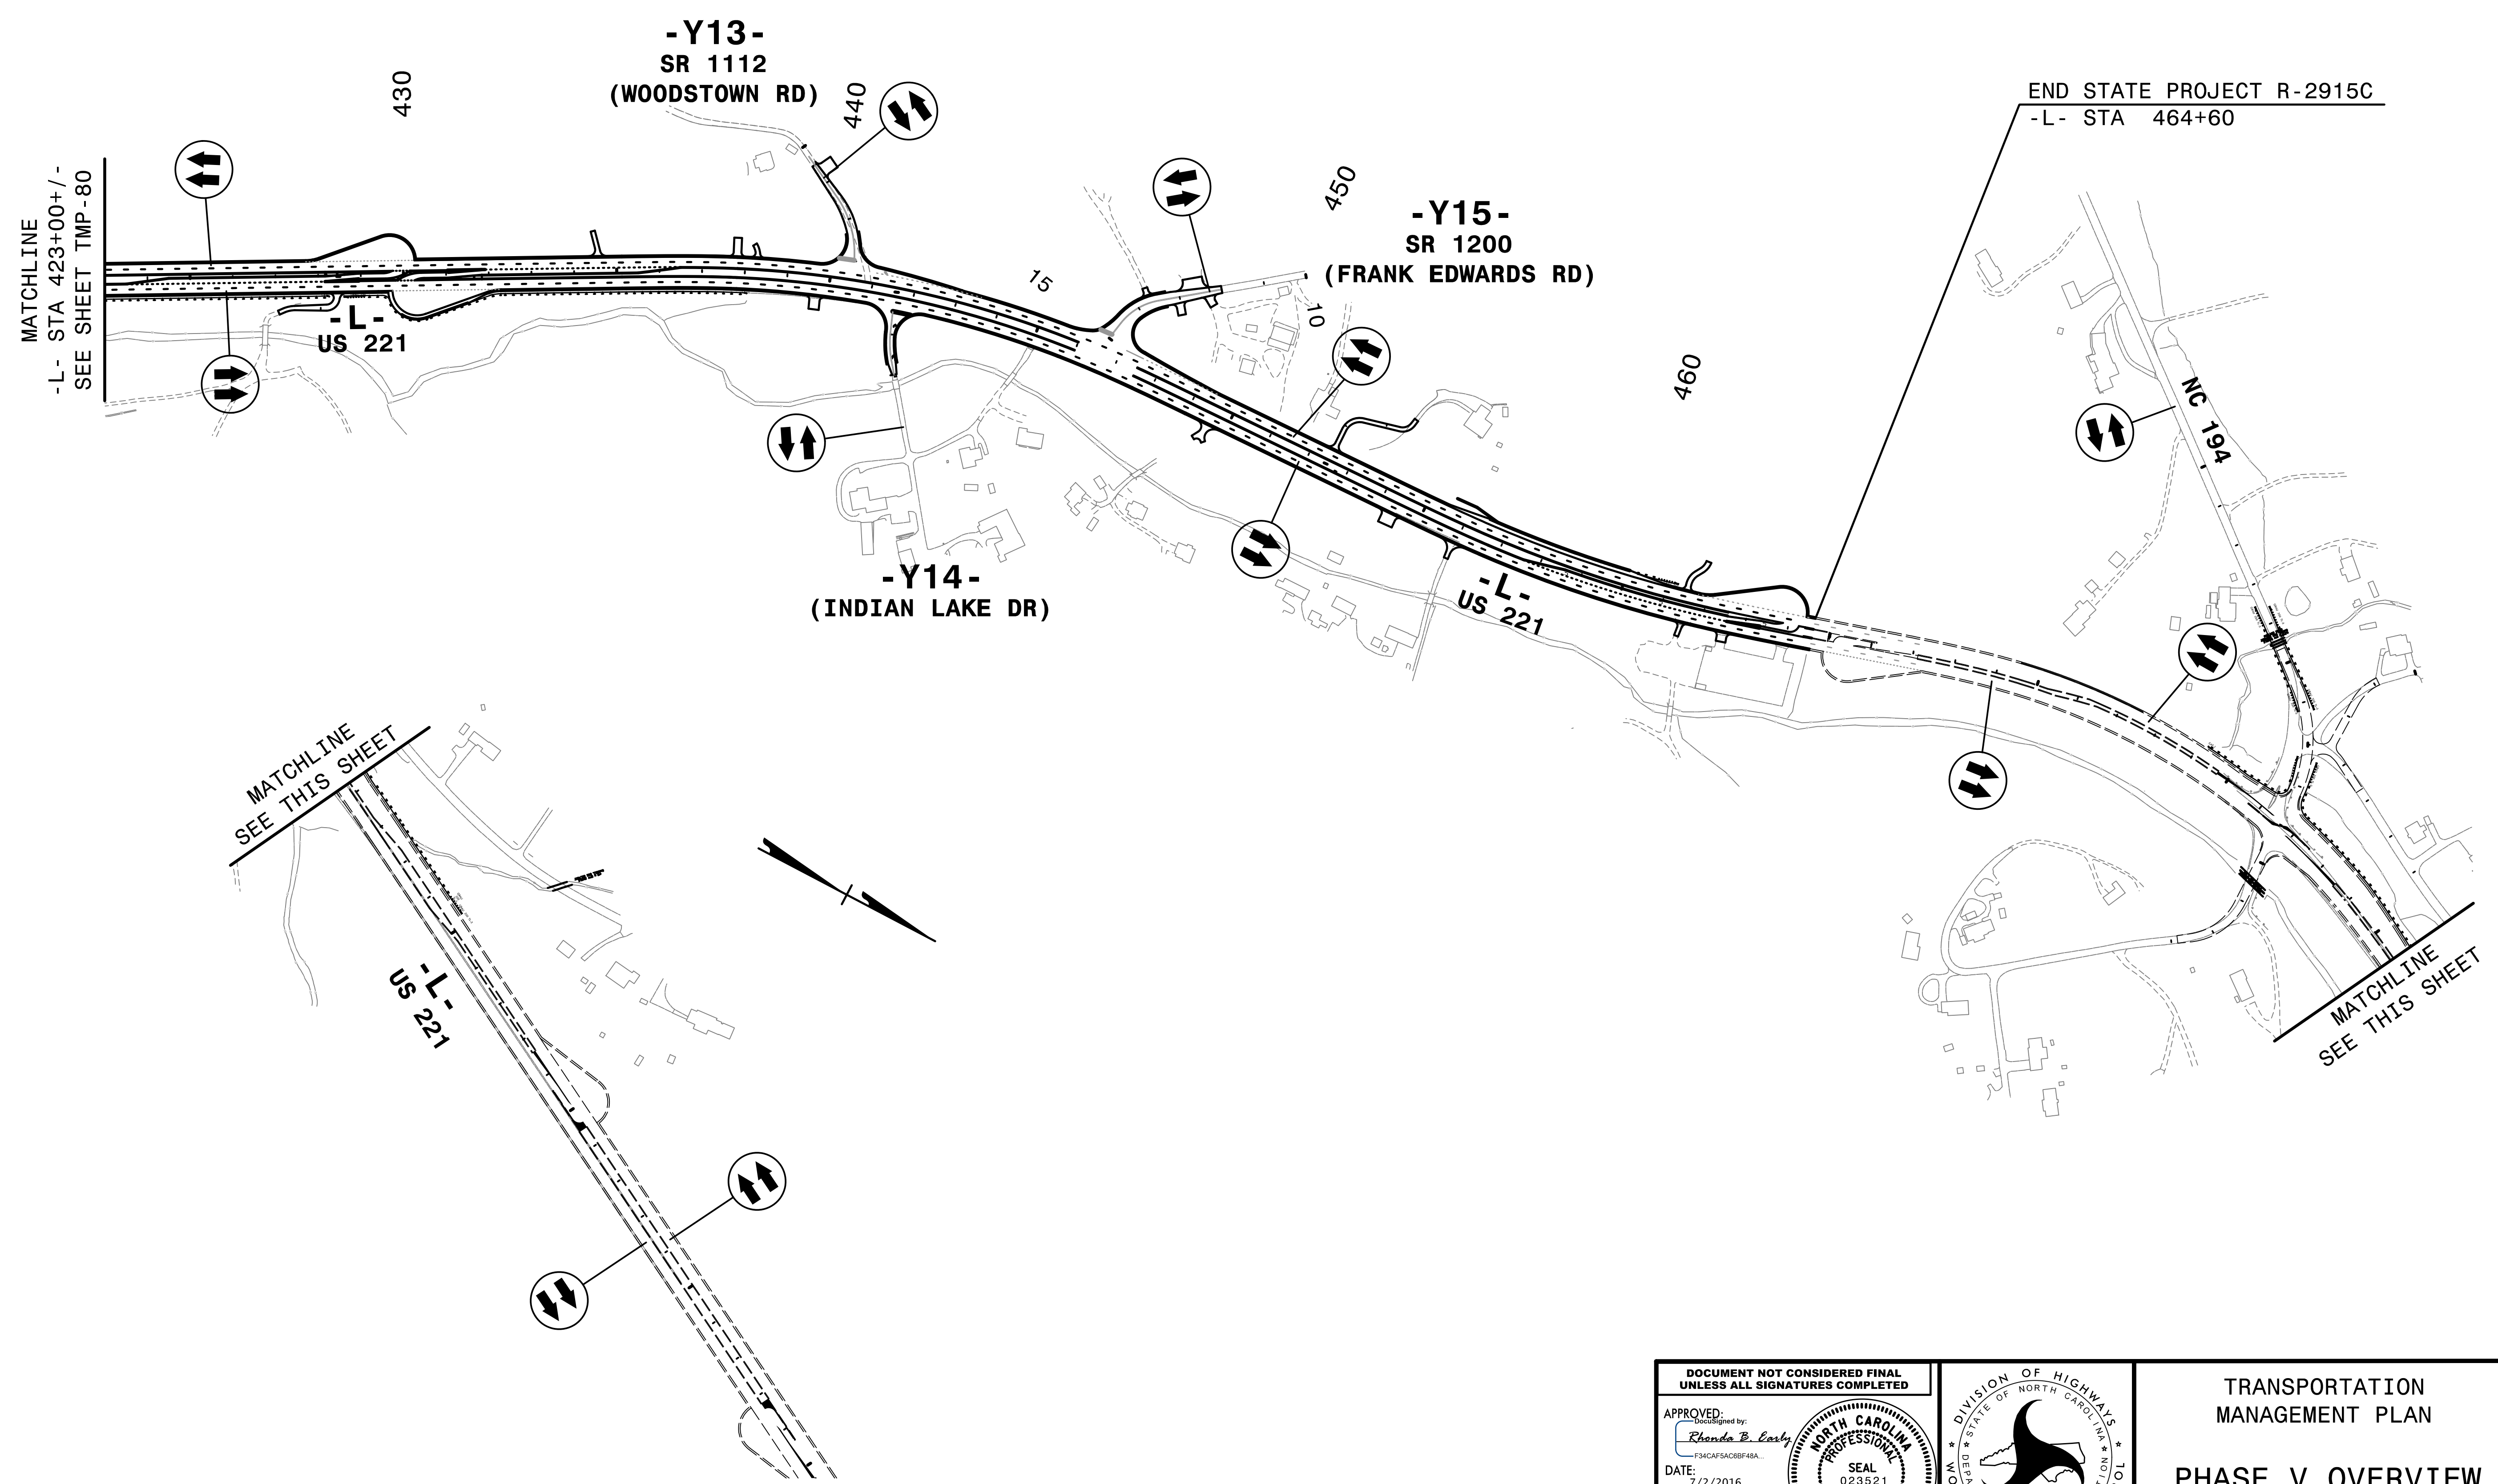 -Y13-
SR 1112
(WOODSTOWN RD)
430
440
END STATE PROJECT R-2915C
-L- STA 464+60
MATCHLINE
-L- STA 423+00+/-
SEE SHEET TMP-80
450
-Y15-
SR 1200
(FRANK EDWARDS RD)
15
10
-L-
US 221
460
NC 194
-Y14-
(INDIAN LAKE DR)
-L-
US 221
MATCHLINE
SEE THIS SHEET
-L-
US 221
MATCHLINE
SEE THIS SHEET
DOCUMENT NOT CONSIDERED FINAL
UNLESS ALL SIGNATURES COMPLETED
APPROVED:
DocuSigned by:
Rhonda B. Early
F34CAF5AC6BF48A...
DATE:
7/2/2016
NORTH CAROLINA
PROFESSIONAL
SEAL
023521
DIVISION OF HIGHWAYS
STATE OF NORTH CAROLINA
TRANSPORTATION
MANAGEMENT PLAN
PHASE V OVERVIEW